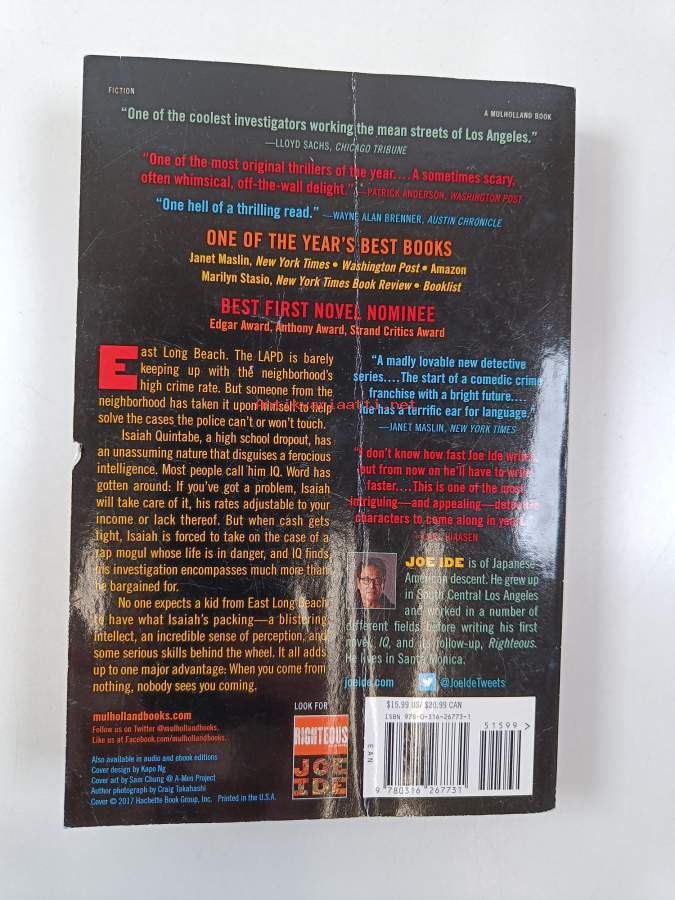 FICTION
A MULHOLLAND BOOK
“One of the coolest investigators working the mean streets of Los Angeles.”
—LLOYD SACHS, CHICAGO TRIBUNE
“One of the most original thrillers of the year....A sometimes scary,
often whimsical, off-the-wall delight.” —PATRICK ANDERSON, WASHINGTON POST
“One hell of a thrilling read.” —WAYNE ALAN BRENNER, AUSTIN CHRONICLE
ONE OF THE YEAR'S BEST BOOKS
Janet Maslin, New York Times • Washington Post • Amazon
Marilyn Stasio, New York Times Book Review • Booklist
BEST FIRST NOVEL NOMINEE
Edgar Award, Anthony Award, Strand Critics Award
East Long Beach. The LAPD is barely
keeping up with the neighborhood's
high crime rate. But someone from the
neighborhood has taken it upon himself to help
solve the cases the police can't or won't touch.
Isaiah Quintabe, a high school dropout, has
an unassuming nature that disguises a ferocious
intelligence. Most people call him IQ. Word has
gotten around: If you've got a problem, Isaiah
will take care of it, his rates adjustable to your
income or lack thereof. But when cash gets
tight, Isaiah is forced to take on the case of a
rap mogul whose life is in danger, and IQ finds
his investigation encompasses much more than
he bargained for.
No one expects a kid from East Long Beach
to have what Isaiah's packing—a blistering
intellect, an incredible sense of perception, and
some serious skills behind the wheel. It all adds
up to one major advantage: When you come from
nothing, nobody sees you coming.
“A madly lovable new detective
series....The start of a comedic crime
franchise with a bright future....
Ide has a terrific ear for language.”
—JANET MASLIN, NEW YORK TIMES
“I don't know how fast Joe Ide writes,
but from now on he'll have to write
faster....This is one of the most
intriguing—and appealing—detective
characters to come along in years.”
—CARL HIAASEN
JOE IDE is of Japanese
American descent. He grew up
in South Central Los Angeles
and worked in a number of
different fields before writing his first
novel, IQ, and its follow-up, Righteous.
He lives in Santa Monica.
joeide.com @JoeIdeTweets
mulhollandbooks.com
Follow us on Twitter @mulhollandbooks.
Like us at Facebook.com/mulhollandbooks.
Also available in audio and ebook editions
Cover design by Kapo Ng
Cover art by Sam Chung @ A-Men Project
Author photograph by Craig Takahashi
Cover © 2017 Hachette Book Group, Inc. Printed in the U.S.A.
LOOK FOR
RIGHTEOUS
JOE
IDE
$15.99 US/ $20.99 CAN
ISBN 978-0-316-26773-1
51599 >
EAN
9 780316 267731